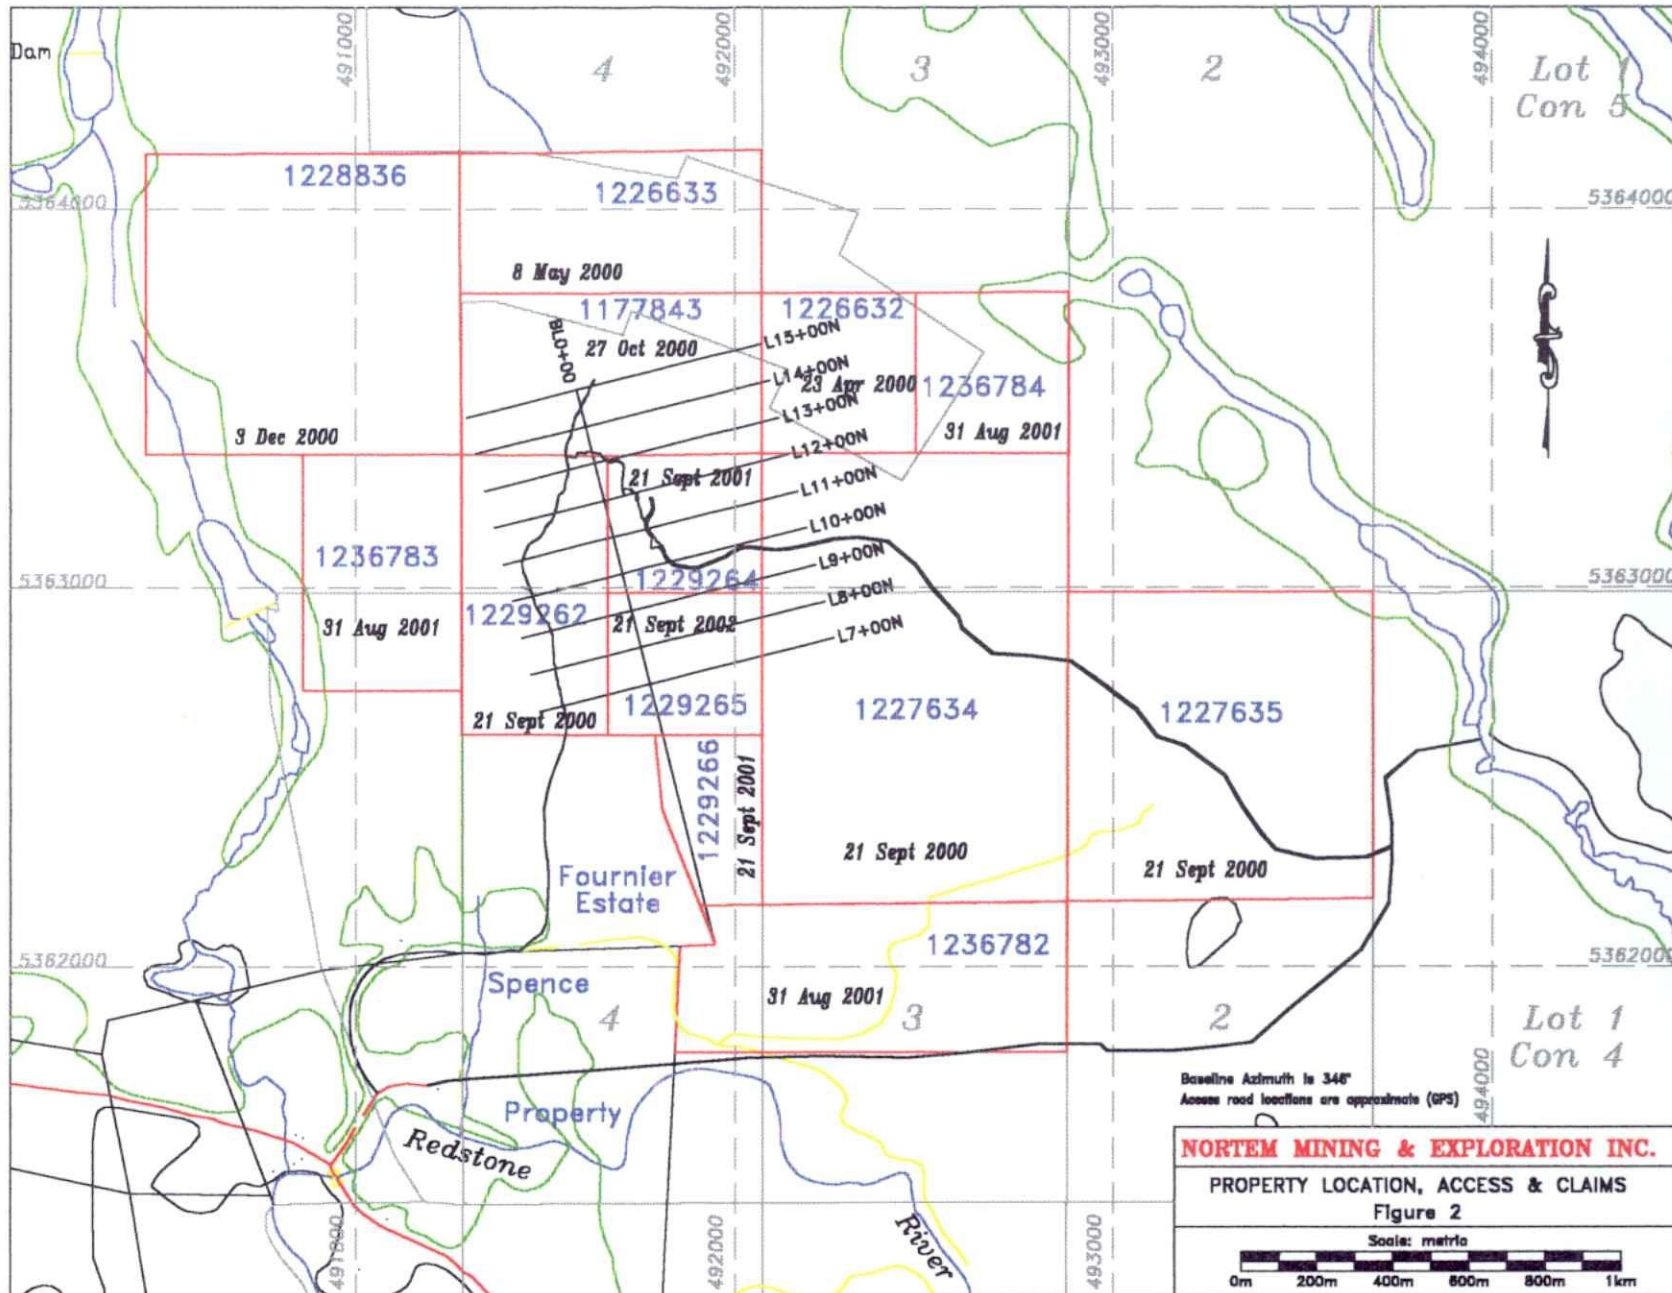 Dam
491000
4
492000
3
493000
2
494000
Lot 1
Con 5
1228836
1226633
5364000
5364000
8 May 2000
1177843
1226632
27 Oct 2000
BL0+00
L15+00N
L14+00N
23 Apr 2000
1236784
L13+00N
3 Dec 2000
31 Aug 2001
L12+00N
21 Sept 2001
L11+00N
L10+00N
1236783
L9+00N
5363000
1229264
5363000
L8+00N
1229262
31 Aug 2001
21 Sept 2002
L7+00N
1229265
1227634
1227635
21 Sept 2000
1229266
21 Sept 2001
21 Sept 2000
21 Sept 2000
Fournier
Estate
1236782
5362000
5362000
Spence
31 Aug 2001
4
3
2
Lot 1
Con 4
Property
Redstone
River
491000
492000
493000
494000
Baseline Azimuth is 346°
Access road locations are approximate (GPS)
NORTEM MINING & EXPLORATION INC.
PROPERTY LOCATION, ACCESS & CLAIMS
Figure 2
Scale: metric
0m 200m 400m 600m 800m 1km